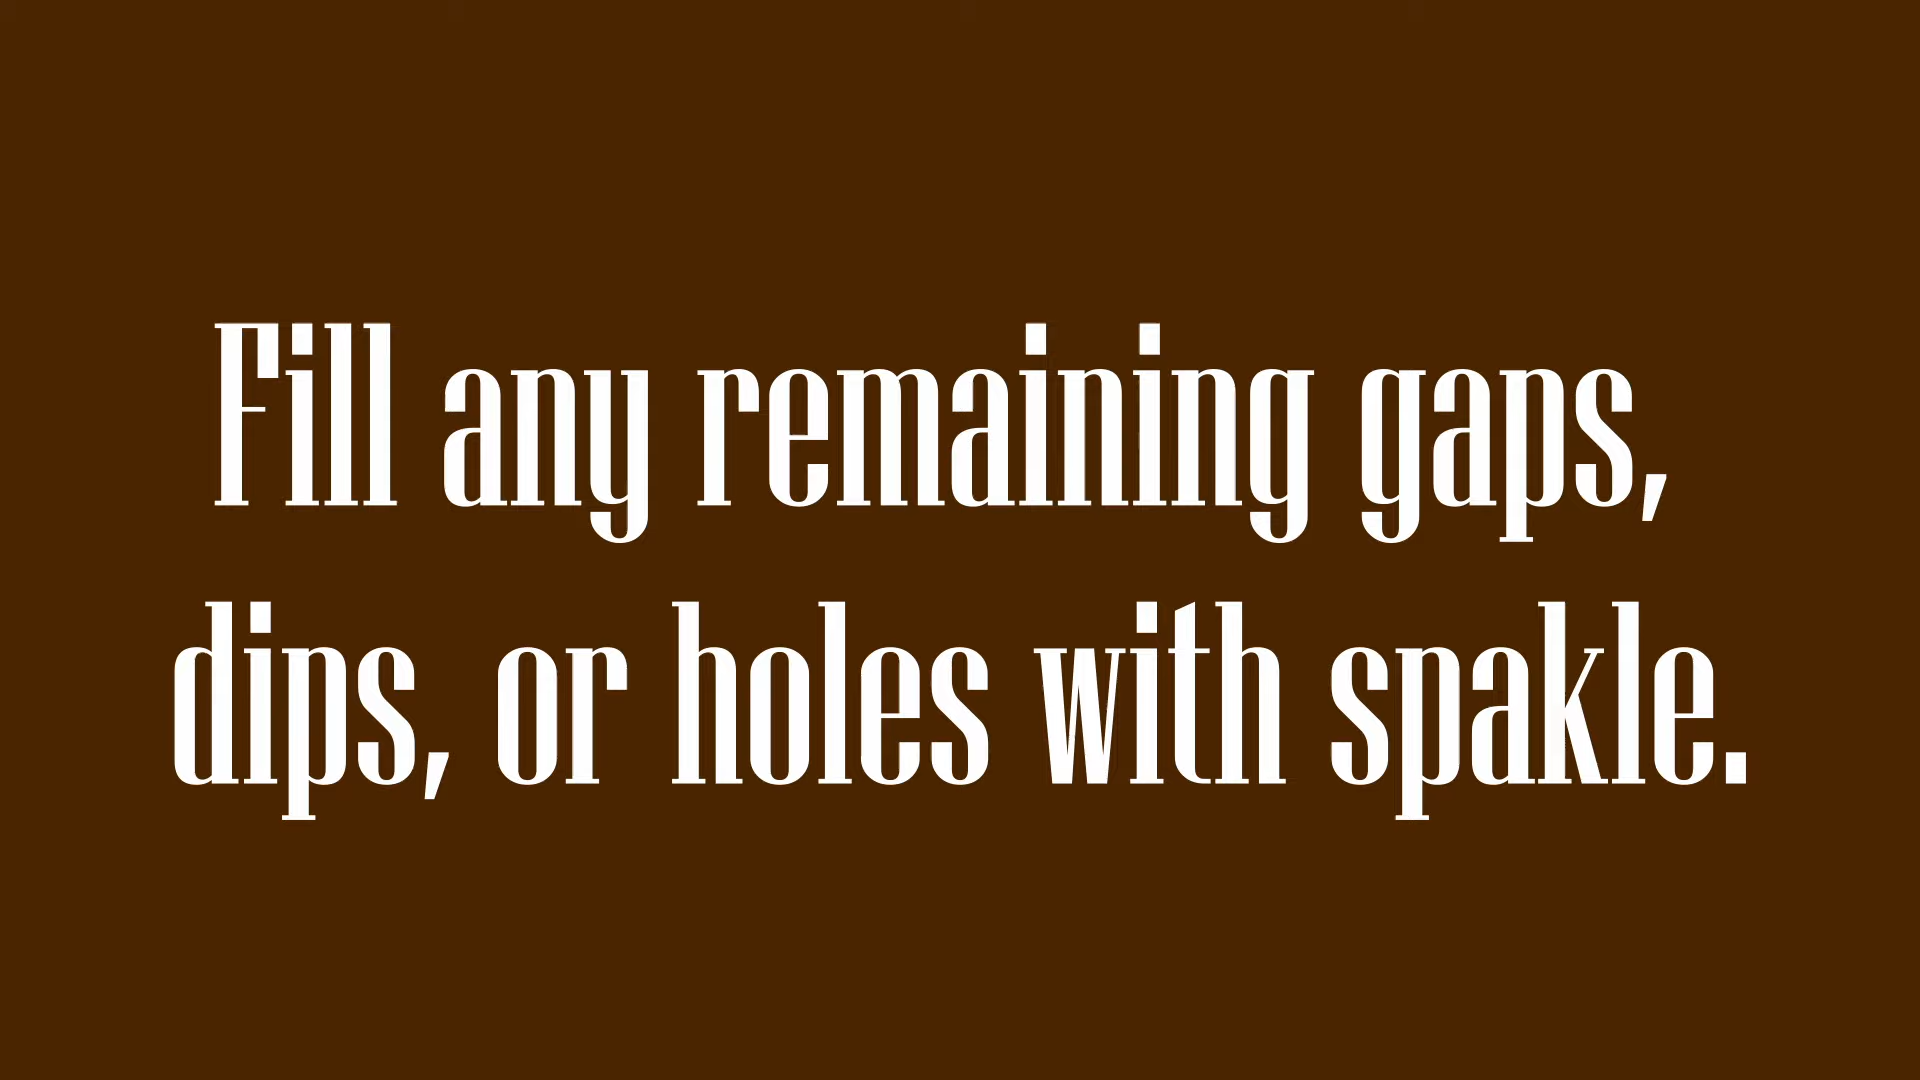 Fill any remaining gaps,
dips, or holes with spakle.